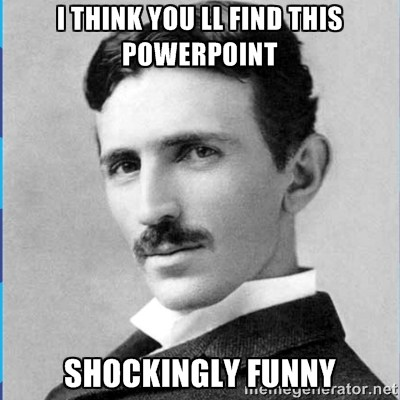 I THINK YOU LL FIND THIS
POWERPOINT
SHOCKINGLY FUNNY
memegenerator.net